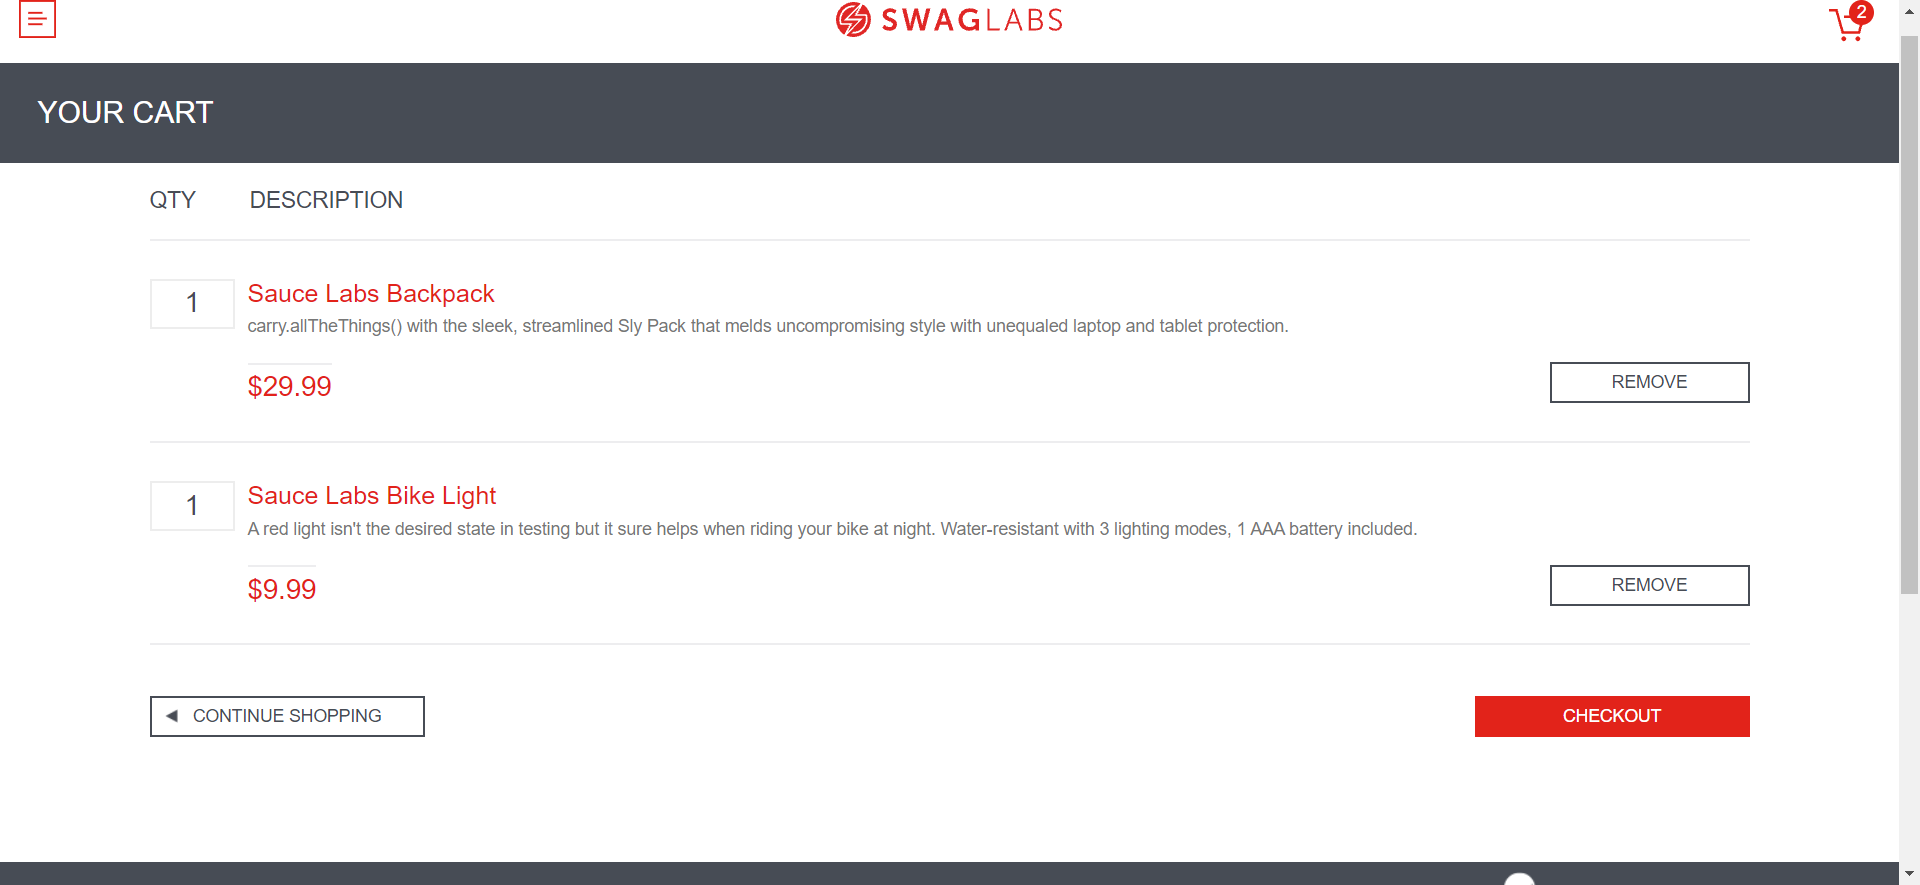 SWAGLABS
2
YOUR CART
QTY DESCRIPTION
1
Sauce Labs Backpack
carry.allTheThings() with the sleek, streamlined Sly Pack that melds uncompromising style with unequaled laptop and tablet protection.
$29.99
REMOVE
1
Sauce Labs Bike Light
A red light isn't the desired state in testing but it sure helps when riding your bike at night. Water-resistant with 3 lighting modes, 1 AAA battery included.
$9.99
REMOVE
CONTINUE SHOPPING
CHECKOUT